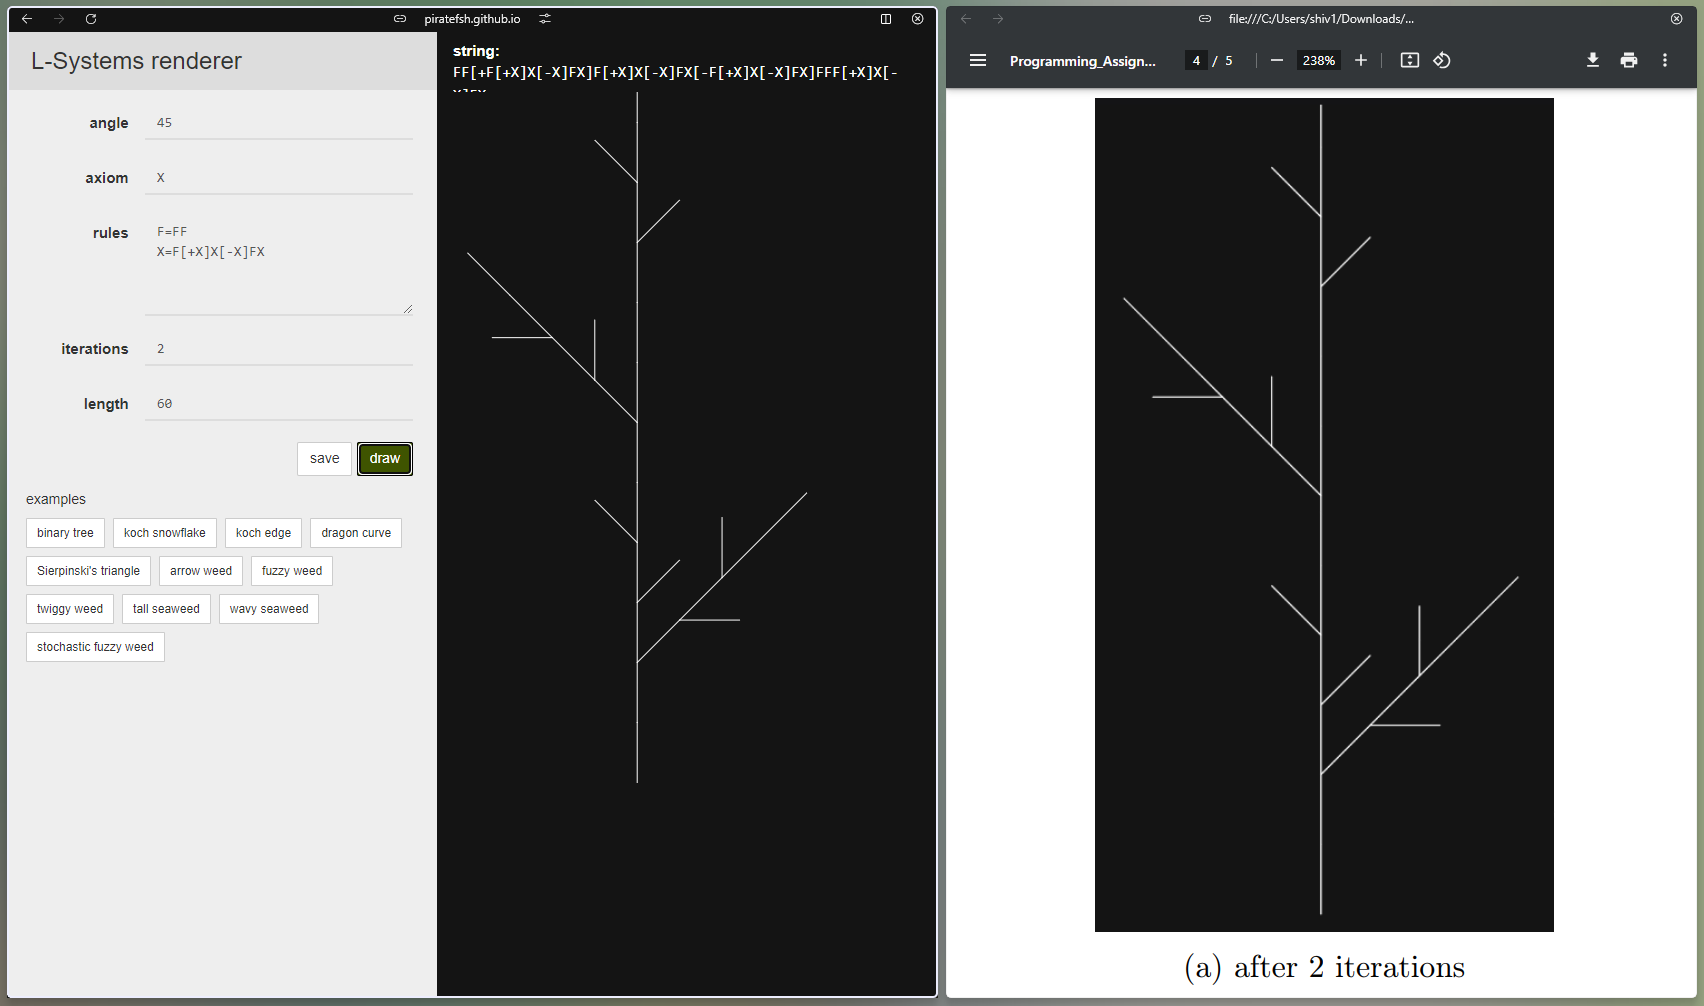 piratefsh.github.io
L-Systems renderer
angle
45
axiom
X
rules
F=FF
X=F[+X]X[-X]FX
iterations
2
length
60
save
draw
examples
binary tree
koch snowflake
koch edge
dragon curve
Sierpinski's triangle
arrow weed
fuzzy weed
twiggy weed
tall seaweed
wavy seaweed
stochastic fuzzy weed
string:
FF[+F[+X]X[-X]FX]F[+X]X[-X]FX[-F[+X]X[-X]FX]FFF[+X]X[-
X]FX
file:///C:/Users/shiv1/Downloads/...
Programming_Assign...
4 / 5
238%
(a) after 2 iterations